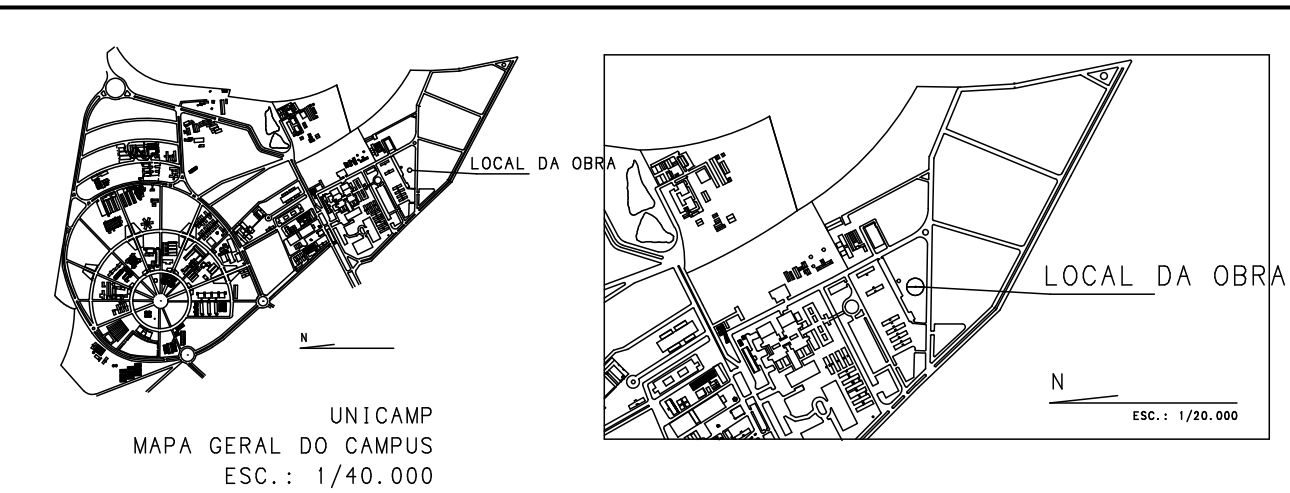 LOCAL DA OBRA
N
UNICAMP
MAPA GERAL DO CAMPUS
ESC.: 1/40.000
LOCAL DA OBRA
N
ESC.: 1/20.000